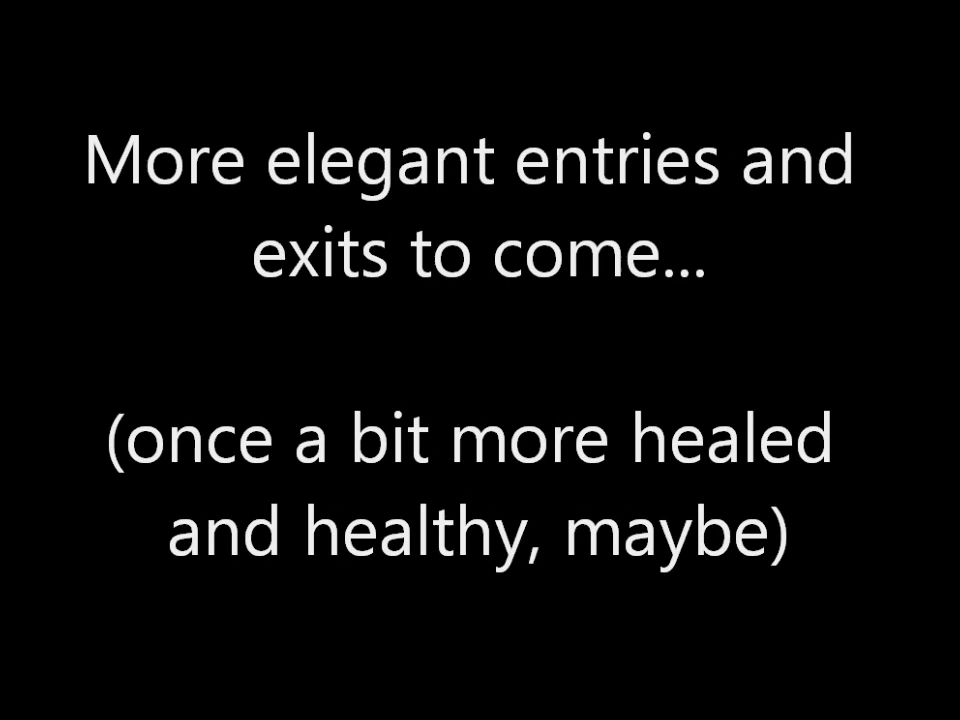 More elegant entries and
exits to come...
(once a bit more healed
and healthy, maybe)